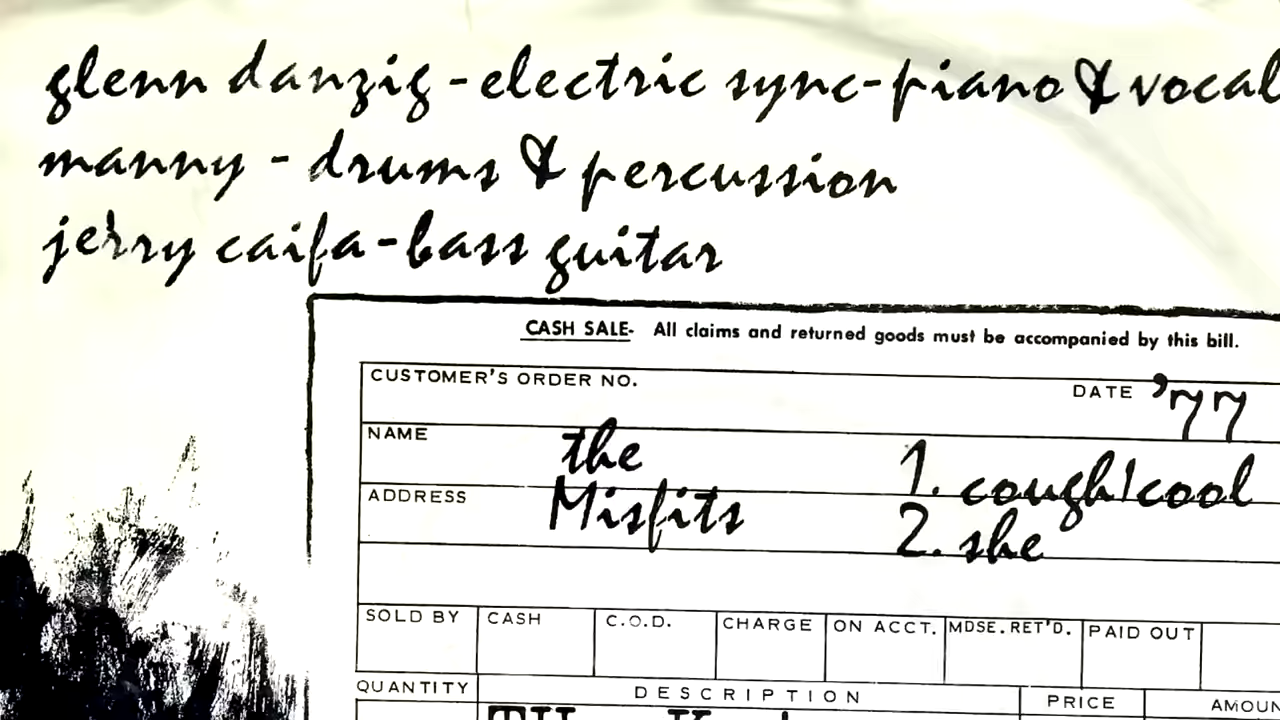 glenn danzig - electric sync-piano & vocal
manny - drums & percussion
jerry caifa - bass guitar
CASH SALE- All claims and returned goods must be accompanied by this bill.
CUSTOMER'S ORDER NO. DATE '77
NAME the 1. cough/cool
ADDRESS Misfits 2. she
SOLD BY CASH C.O.D. CHARGE ON ACCT. MDSE. RET'D. PAID OUT
QUANTITY DESCRIPTION PRICE AMOUN